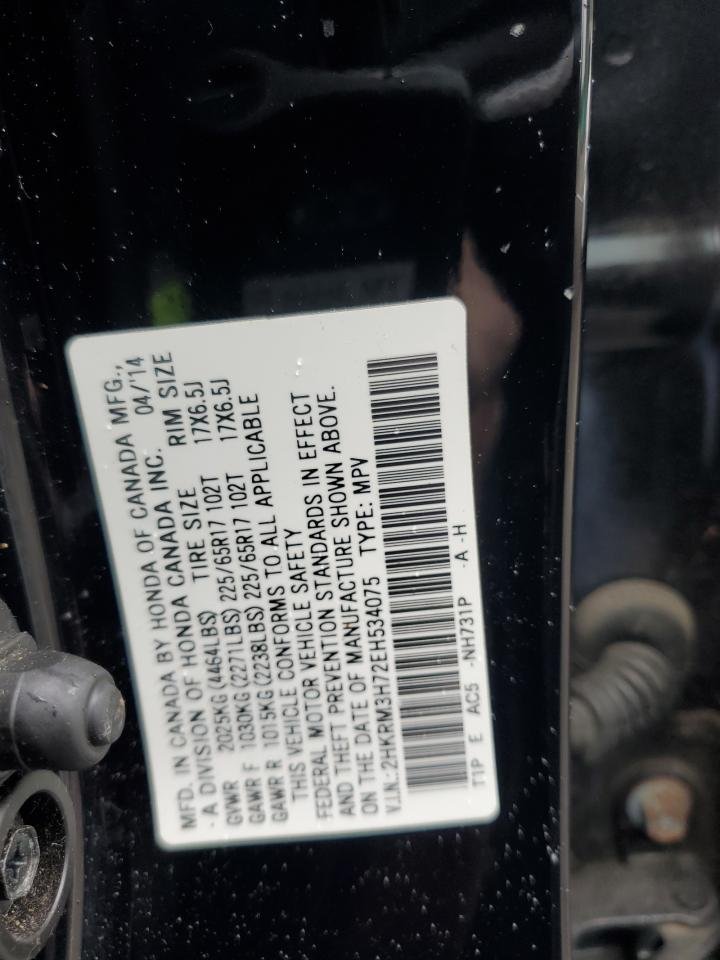 MFD. IN CANADA BY HONDA OF CANADA MFG.,
- A DIVISION OF HONDA CANADA INC. 04/'14
TIRE SIZE RIM SIZE
GVWR 2025KG (4464LBS)
GAWR F 1030KG (2271LBS) 225/65R17 102T 17X6.5J
GAWR R 1015KG (2238LBS) 225/65R17 102T 17X6.5J
THIS VEHICLE CONFORMS TO ALL APPLICABLE
FEDERAL MOTOR VEHICLE SAFETY
AND THEFT PREVENTION STANDARDS IN EFFECT
ON THE DATE OF MANUFACTURE SHOWN ABOVE.
V.I.N.: 2HKRM3H72EH534075 TYPE: MPV
T1P E AC5 -NH731P -A -H